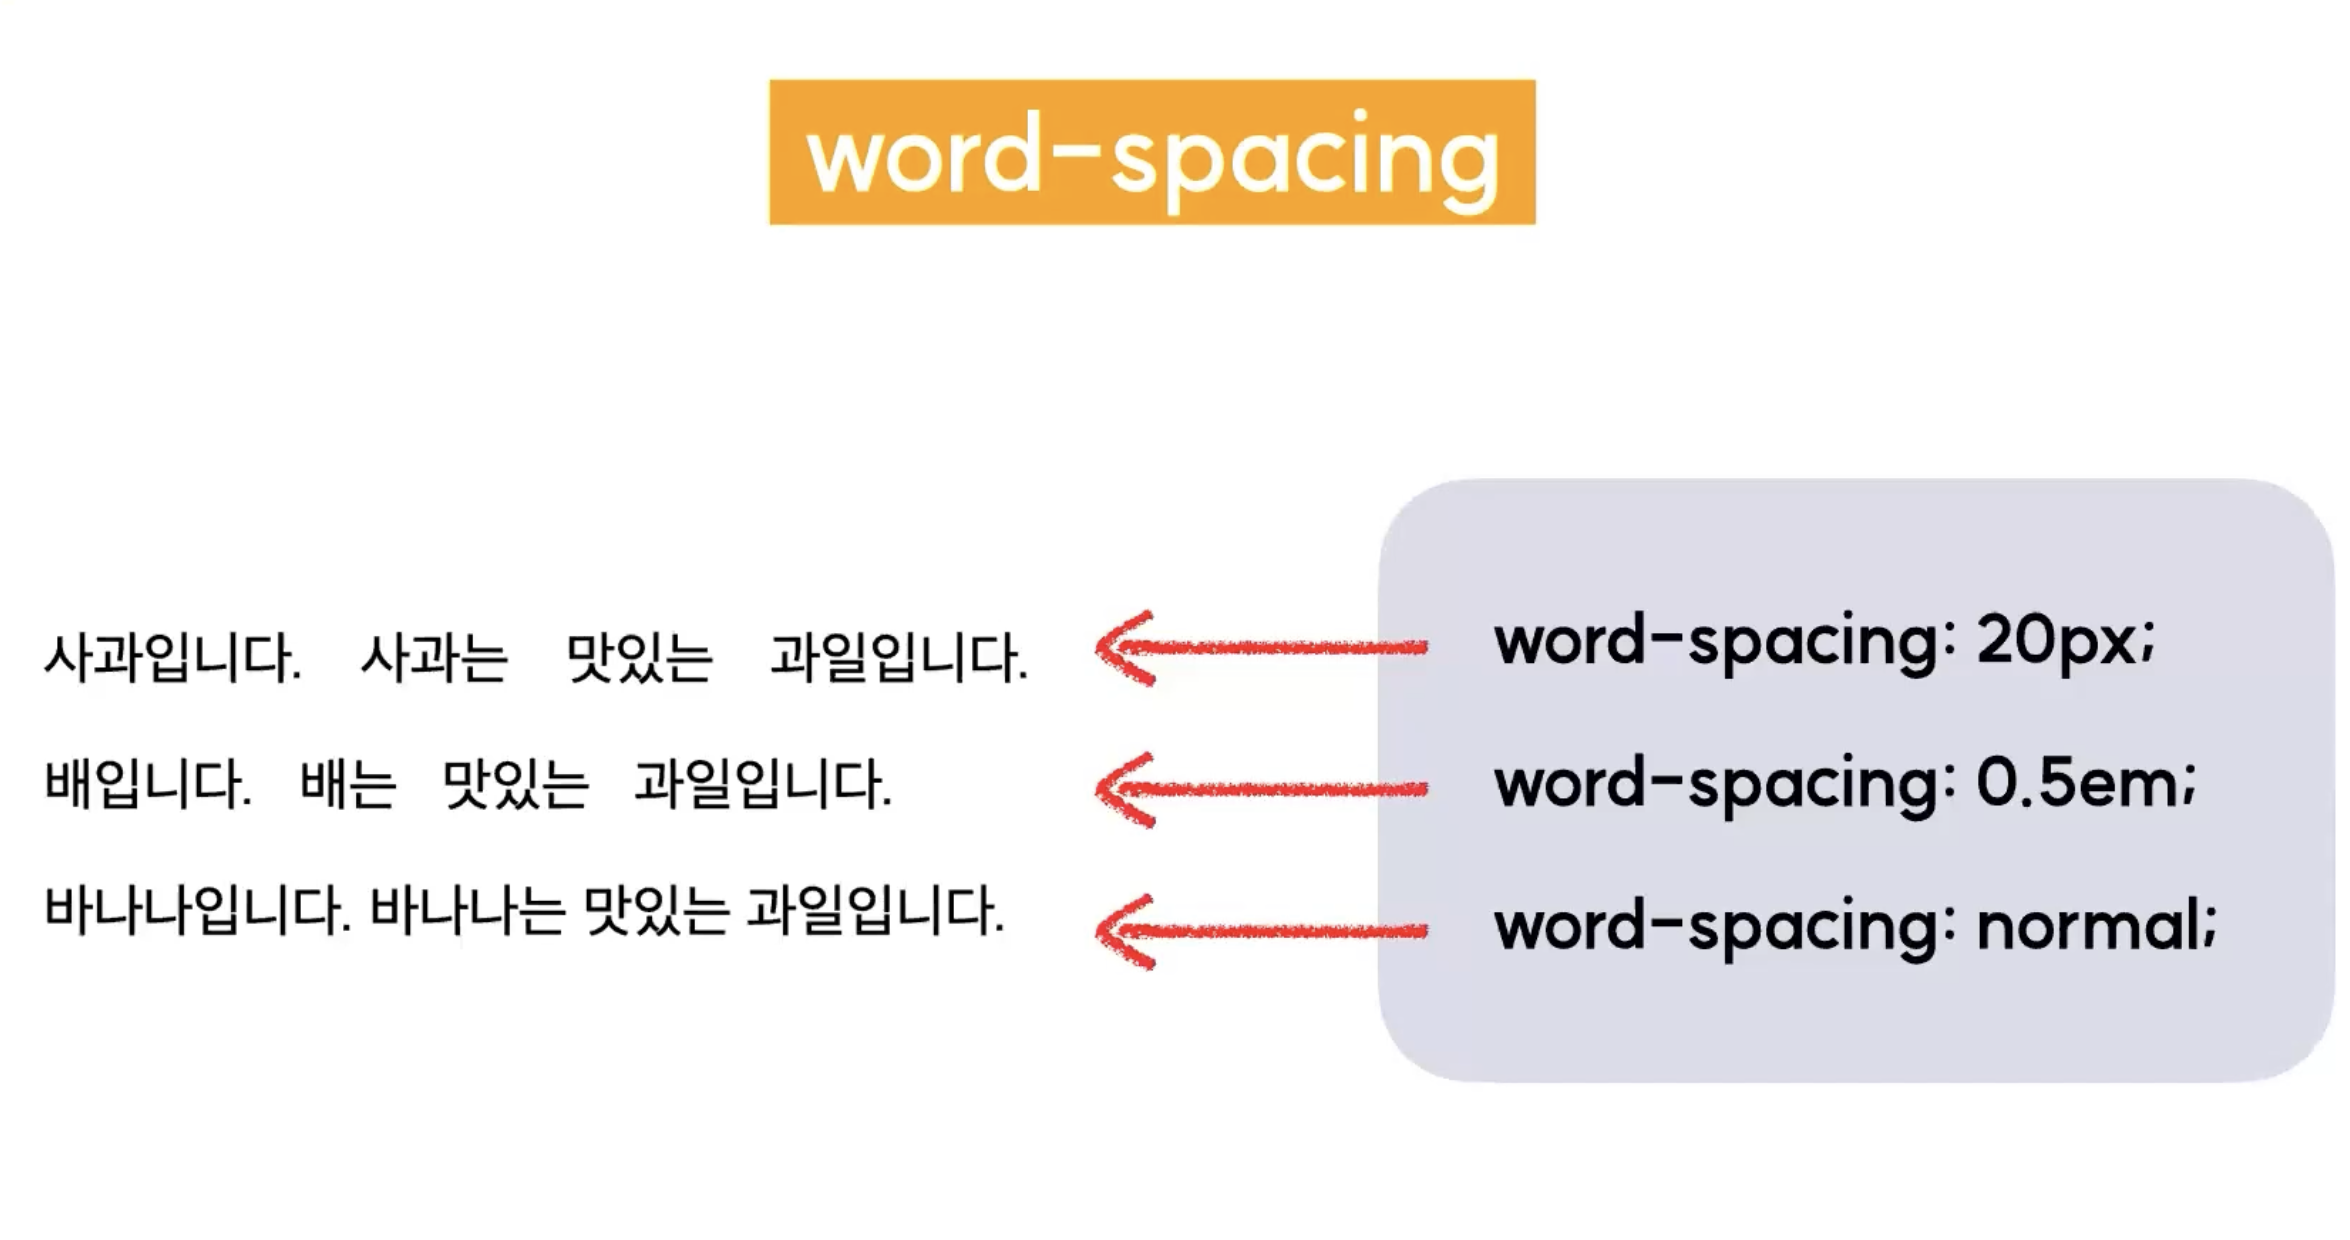 word-spacing
사과입니다. 사과는 맛있는 과일입니다.
word-spacing: 20px;
배입니다. 배는 맛있는 과일입니다.
word-spacing: 0.5em;
바나나입니다. 바나나는 맛있는 과일입니다.
word-spacing: normal;